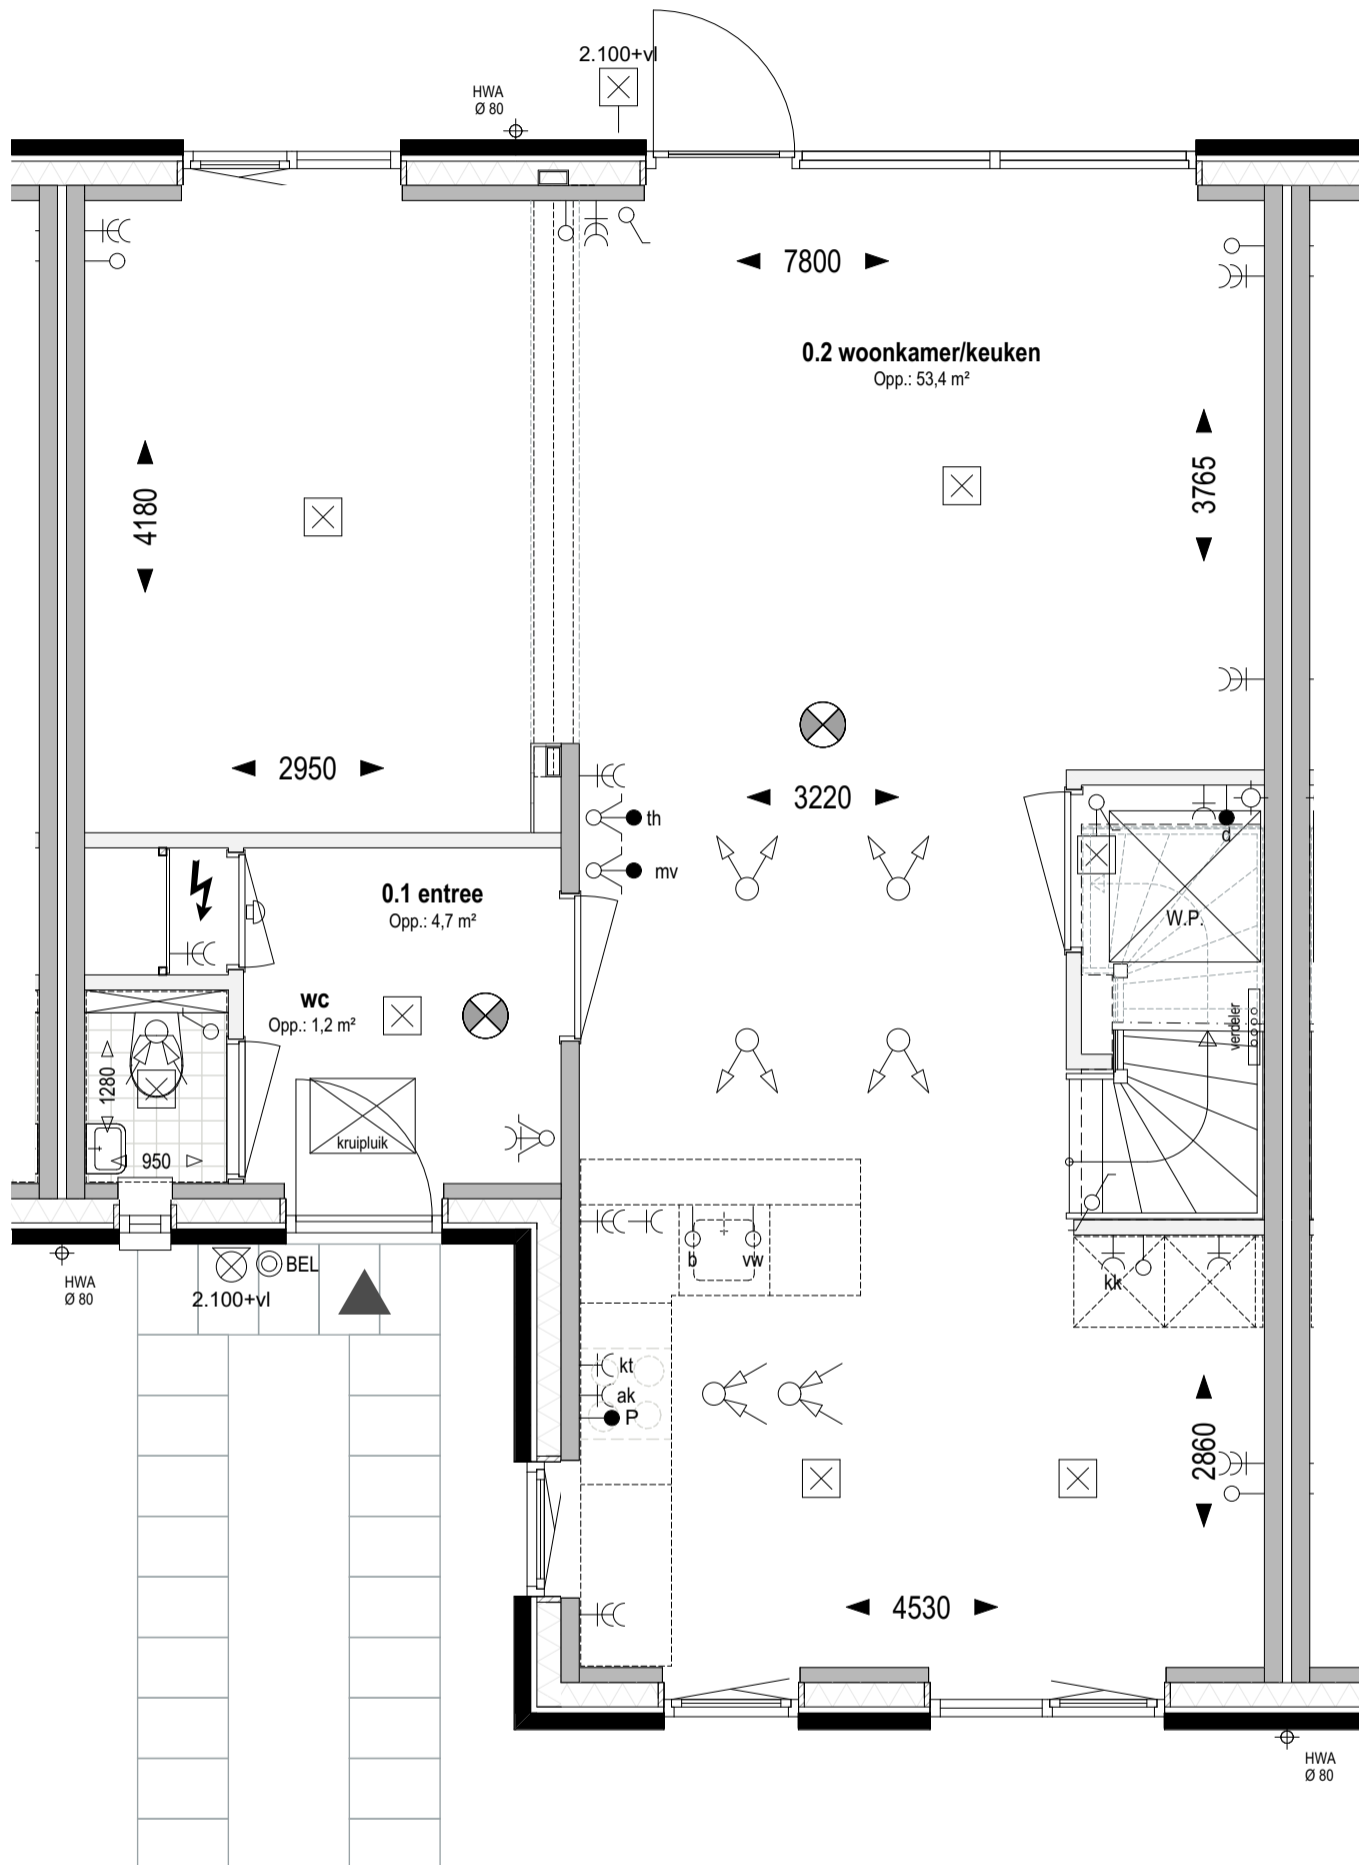 2.100+vl
HWA
Ø 80
7800
0.2 woonkamer/keuken
Opp.: 53,4 m²
4180
3765
2950
3220
th
mv
d
W.P.
0.1 entree
Opp.: 4,7 m²
wc
Opp.: 1,2 m²
verdeler
1280
950
kruipluik
b
vw
kk
HWA
Ø 80
BEL
2.100+vl
kt
ak
P
2860
4530
HWA
Ø 80